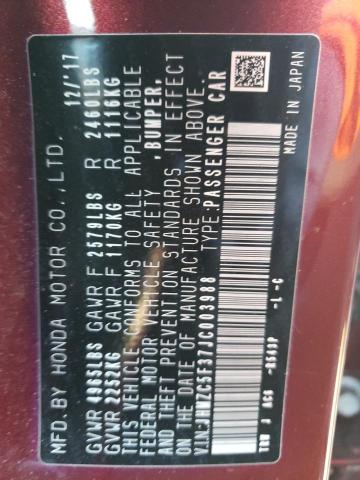 MFD. BY HONDA MOTOR CO.,LTD. 12/'17
GVWR 4963LBS GAWR F 2579LBS R 2460LBS
GVWR 2252KG GAWR F 1170KG R 1116KG
THIS VEHICLE CONFORMS TO ALL APPLICABLE
FEDERAL MOTOR VEHICLE SAFETY ,BUMPER,
AND THEFT PREVENTION STANDARDS IN EFFECT
ON THE DATE OF MANUFACTURE SHOWN ABOVE.
V.I.N: JHMZC5F37JC003988 TYPE:PASSENGER CAR
MADE IN JAPAN
-L -C